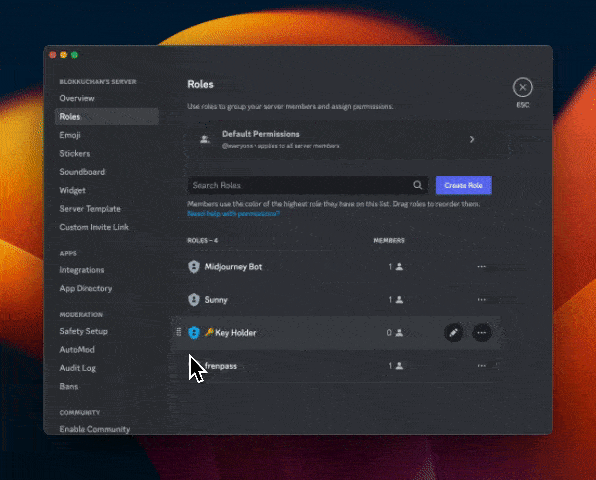 BLOKKUCHAN'S SERVER
Overview
Roles
Emoji
Stickers
Soundboard
Widget
Server Template
Custom Invite Link
APPS
Integrations
App Directory
MODERATION
Safety Setup
AutoMod
Audit Log
Bans
COMMUNITY
Enable Community
Roles
Use roles to group your server members and assign permissions.
ESC
Default Permissions
@everyone • applies to all server members
Search Roles
Create Role
Members use the color of the highest role they have on this list. Drag roles to reorder them.
Need help with permissions?
ROLES – 4 MEMBERS
Midjourney Bot 1
Sunny 1
Key Holder 0
frenpass 1